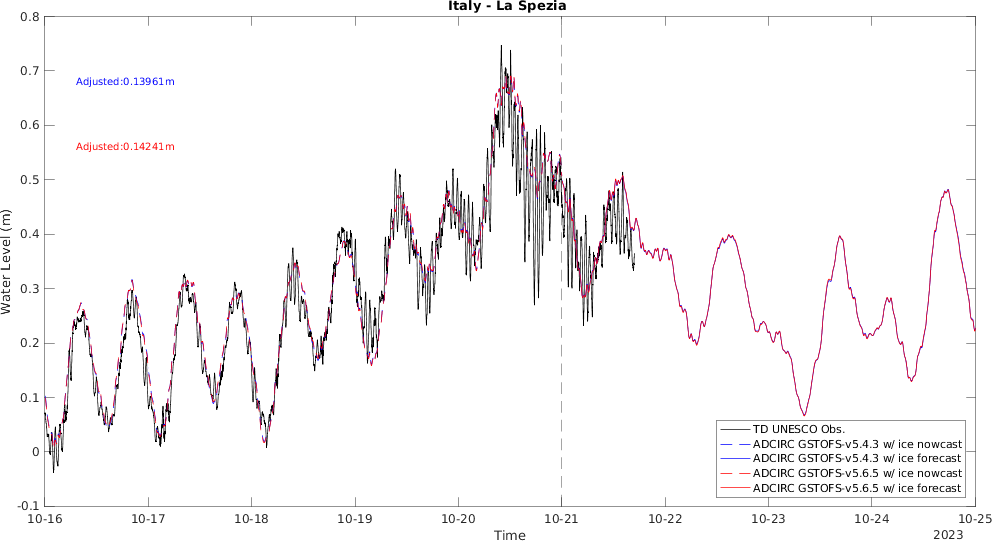 Italy - La Spezia
0.8
0.7
0.6
0.5
0.4
0.3
0.2
0.1
0
-0.1
Water Level (m)
Adjusted:0.13961m
Adjusted:0.14241m
TD UNESCO Obs.
ADCIRC GSTOFS-v5.4.3 w/ ice nowcast
ADCIRC GSTOFS-v5.4.3 w/ ice forecast
ADCIRC GSTOFS-v5.6.5 w/ ice nowcast
ADCIRC GSTOFS-v5.6.5 w/ ice forecast
10-16 10-17 10-18 10-19 10-20 10-21 10-22 10-23 10-24 10-25
Time
2023